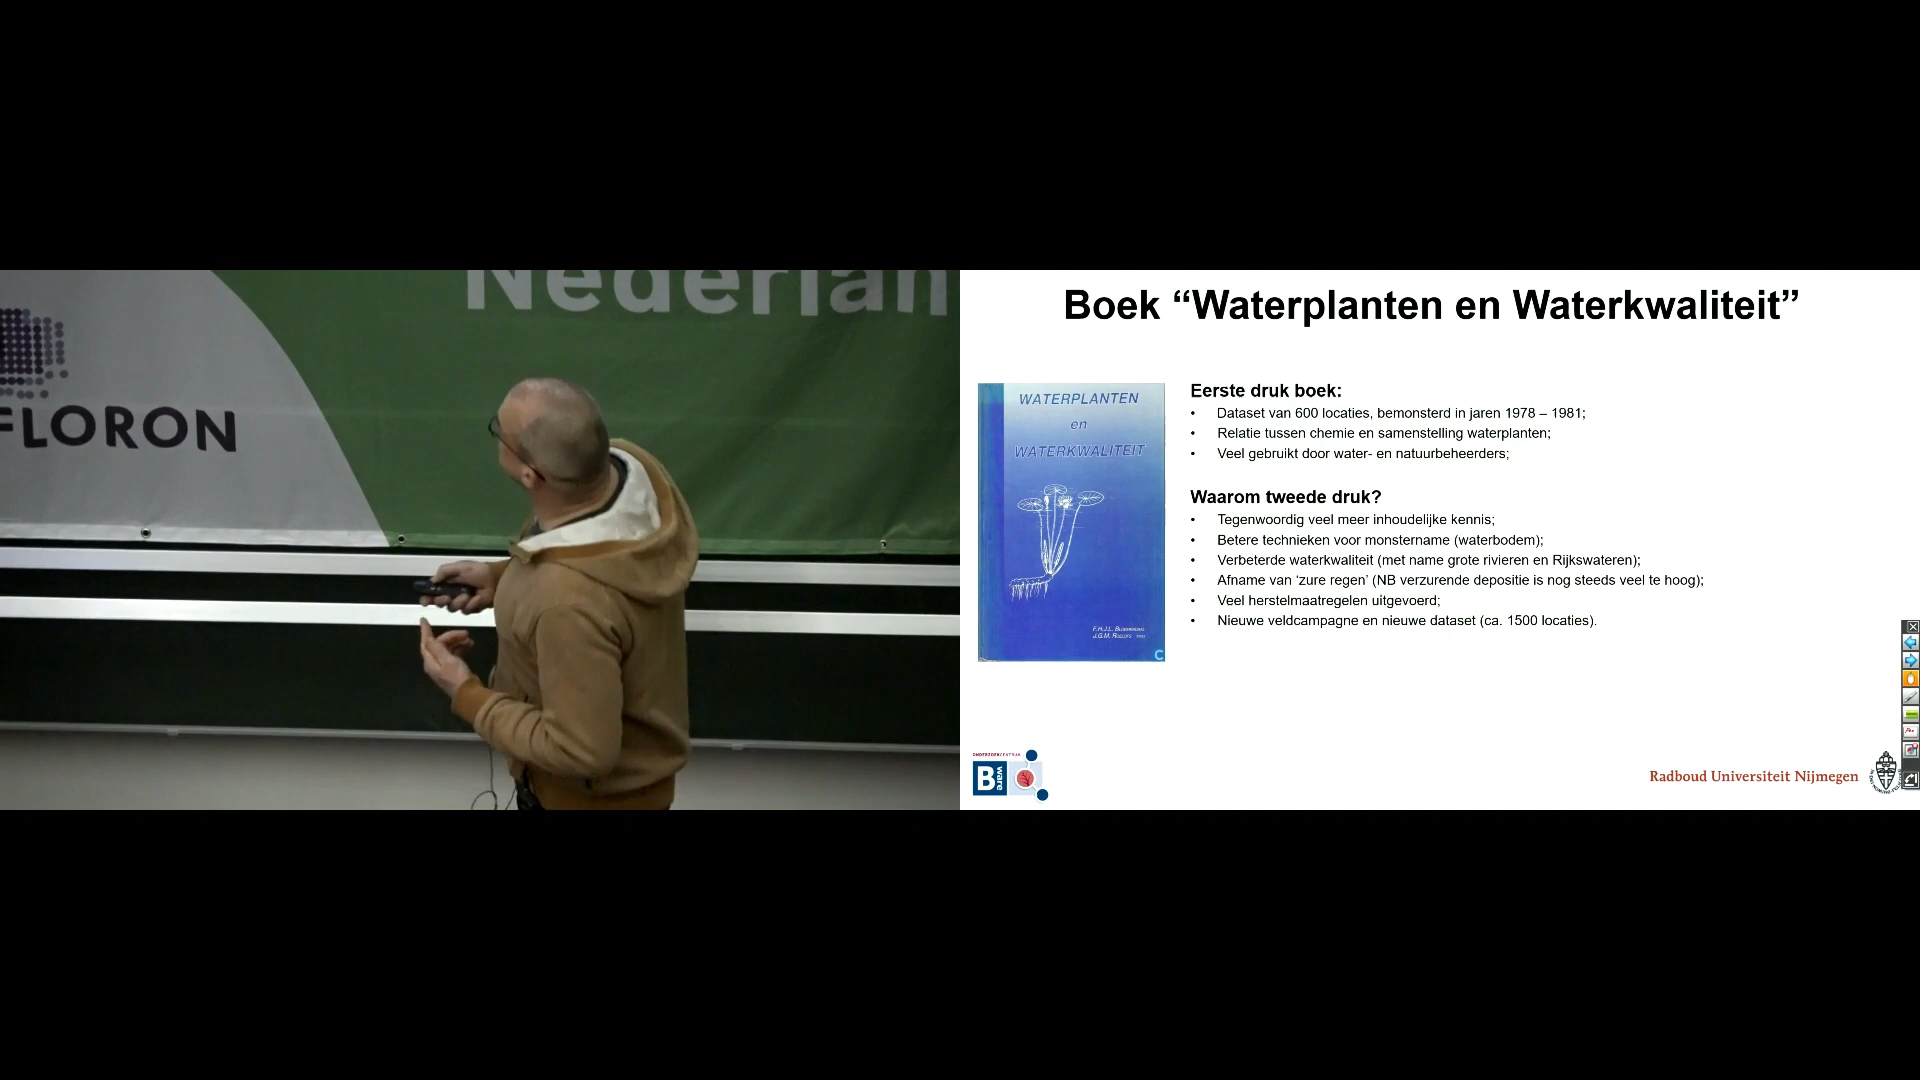 Nederlan
FLORON
Boek “Waterplanten en Waterkwaliteit”
WATERPLANTEN
en
WATERKWALITEIT
J.G.M. ROELOFS
C
Eerste druk boek:
• Dataset van 600 locaties, bemonsterd in jaren 1978 – 1981;
• Relatie tussen chemie en samenstelling waterplanten;
• Veel gebruikt door water- en natuurbeheerders;
Waarom tweede druk?
• Tegenwoordig veel meer inhoudelijke kennis;
• Betere technieken voor monstername (waterbodem);
• Verbeterde waterkwaliteit (met name grote rivieren en Rijkswateren);
• Afname van ‘zure regen’ (NB verzurende depositie is nog steeds veel te hoog);
• Veel herstelmaatregelen uitgevoerd;
• Nieuwe veldcampagne en nieuwe dataset (ca. 1500 locaties).
ONDERZOEKCENTRUM
B ware
Radboud Universiteit Nijmegen